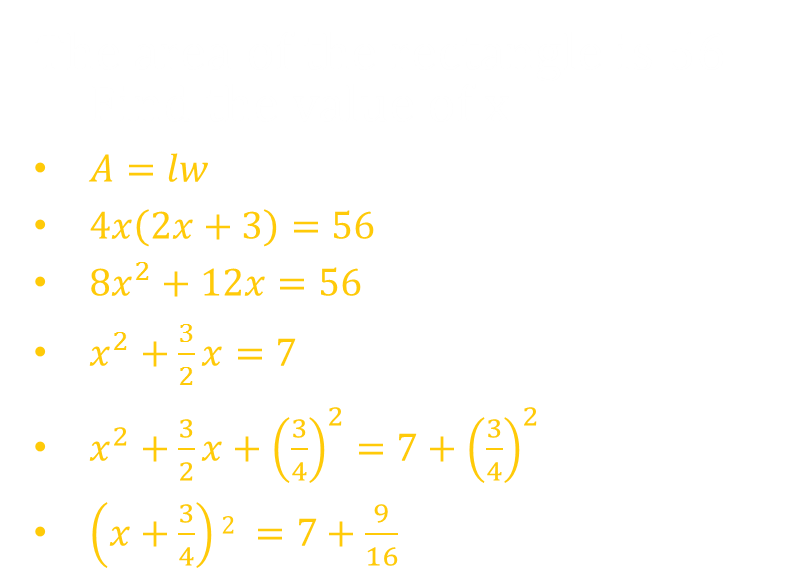 • A = lw
• 4x(2x + 3) = 56
• 8x² + 12x = 56
• x² + 3/2 x = 7
• x² + 3/2 x + (3/4)² = 7 + (3/4)²
• (x + 3/4)² = 7 + 9/16